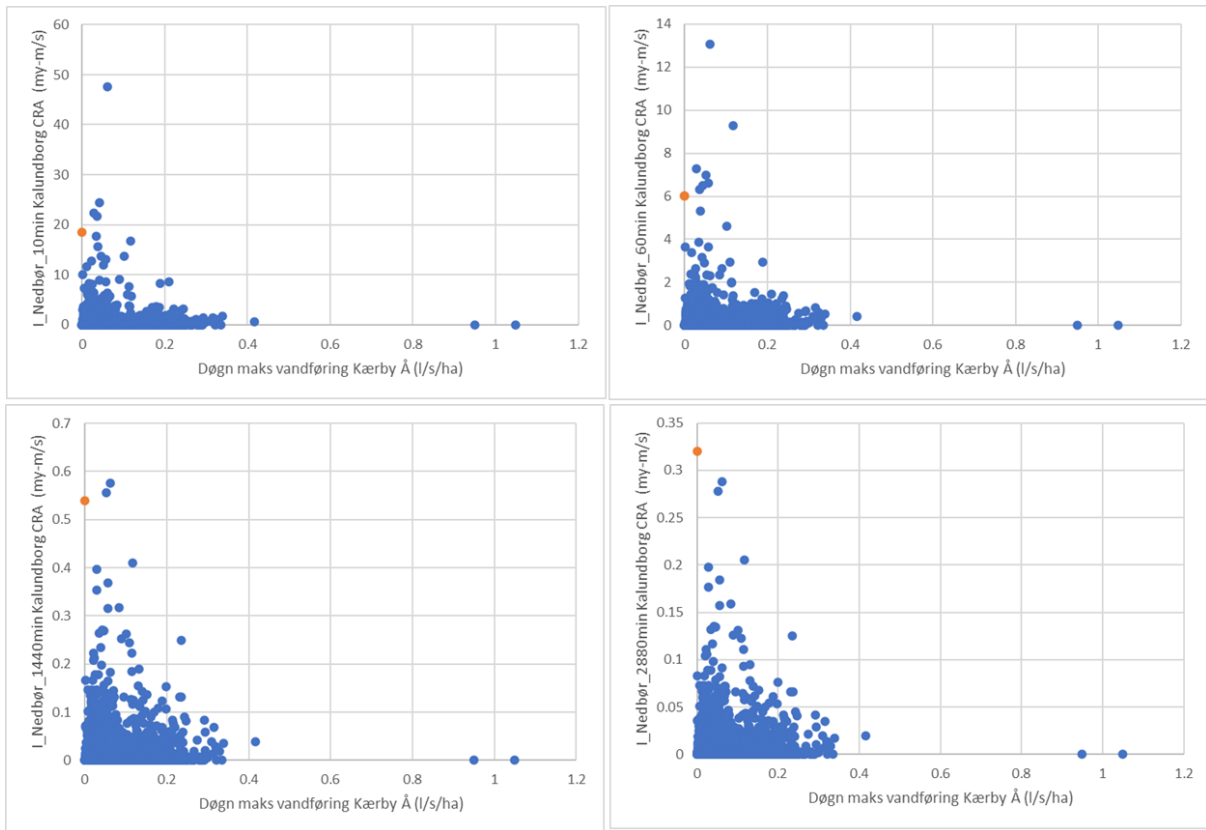 60
50
40
30
20
10
0
I_Nedbør_10min Kalundborg CRA (my-m/s)
0 0.2 0.4 0.6 0.8 1 1.2
Døgn maks vandføring Kærby Å (l/s/ha)
14
12
10
8
6
4
2
0
I_Nedbør_60min Kalundborg CRA (my-m/s)
0 0.2 0.4 0.6 0.8 1 1.2
Døgn maks vandføring Kærby Å (l/s/ha)
0.7
0.6
0.5
0.4
0.3
0.2
0.1
0
I_Nedbør_1440min Kalundborg CRA (my-m/s)
0 0.2 0.4 0.6 0.8 1 1.2
Døgn maks vandføring Kærby Å (l/s/ha)
0.35
0.3
0.25
0.2
0.15
0.1
0.05
0
I_Nedbør_2880min Kalundborg CRA (my-m/s)
0 0.2 0.4 0.6 0.8 1 1.2
Døgn maks vandføring Kærby Å (l/s/ha)